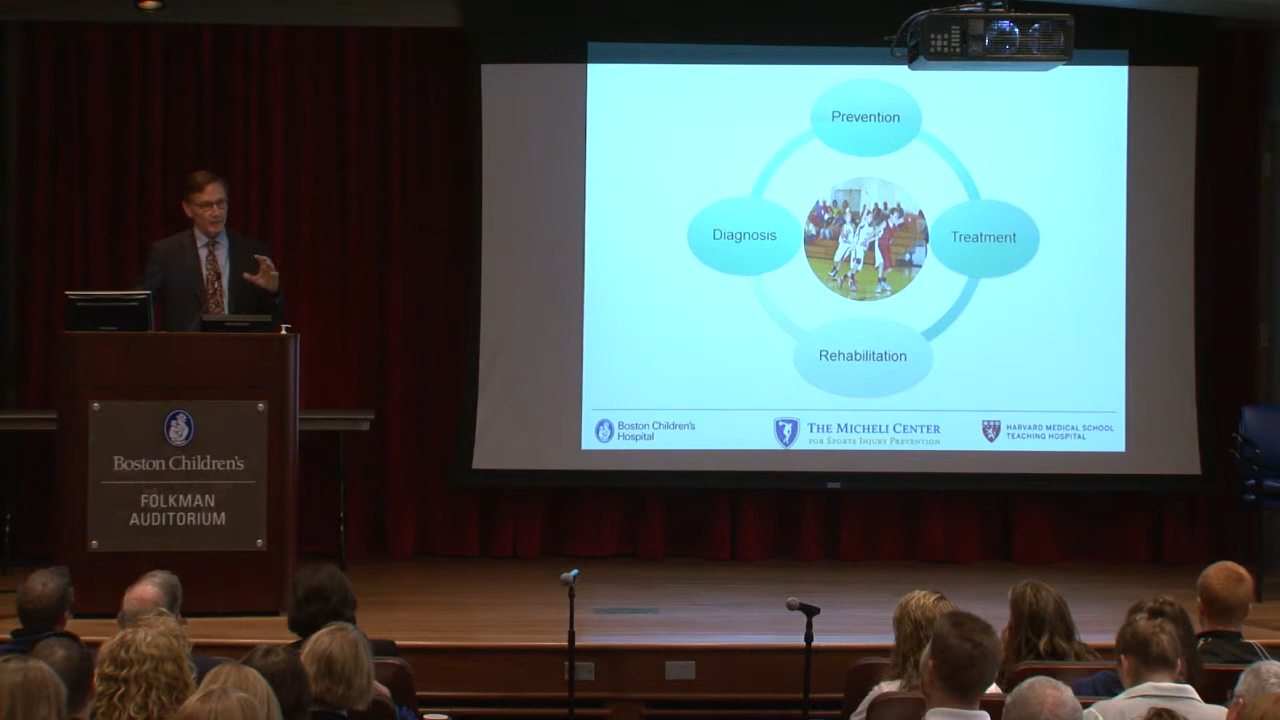 Prevention
Diagnosis
Treatment
Rehabilitation
Boston Children's
Hospital
THE MICHELI CENTER
FOR SPORTS INJURY PREVENTION
HARVARD MEDICAL SCHOOL
TEACHING HOSPITAL
Boston Children's
FOLKMAN
AUDITORIUM